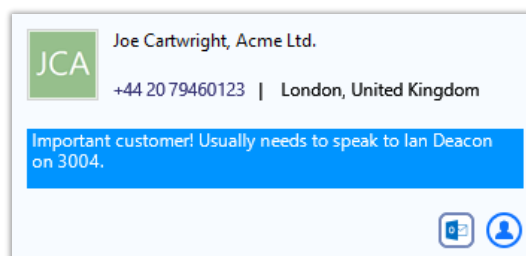 JCA
Joe Cartwright, Acme Ltd.
+44 20 79460123 | London, United Kingdom
Important customer! Usually needs to speak to Ian Deacon
on 3004.